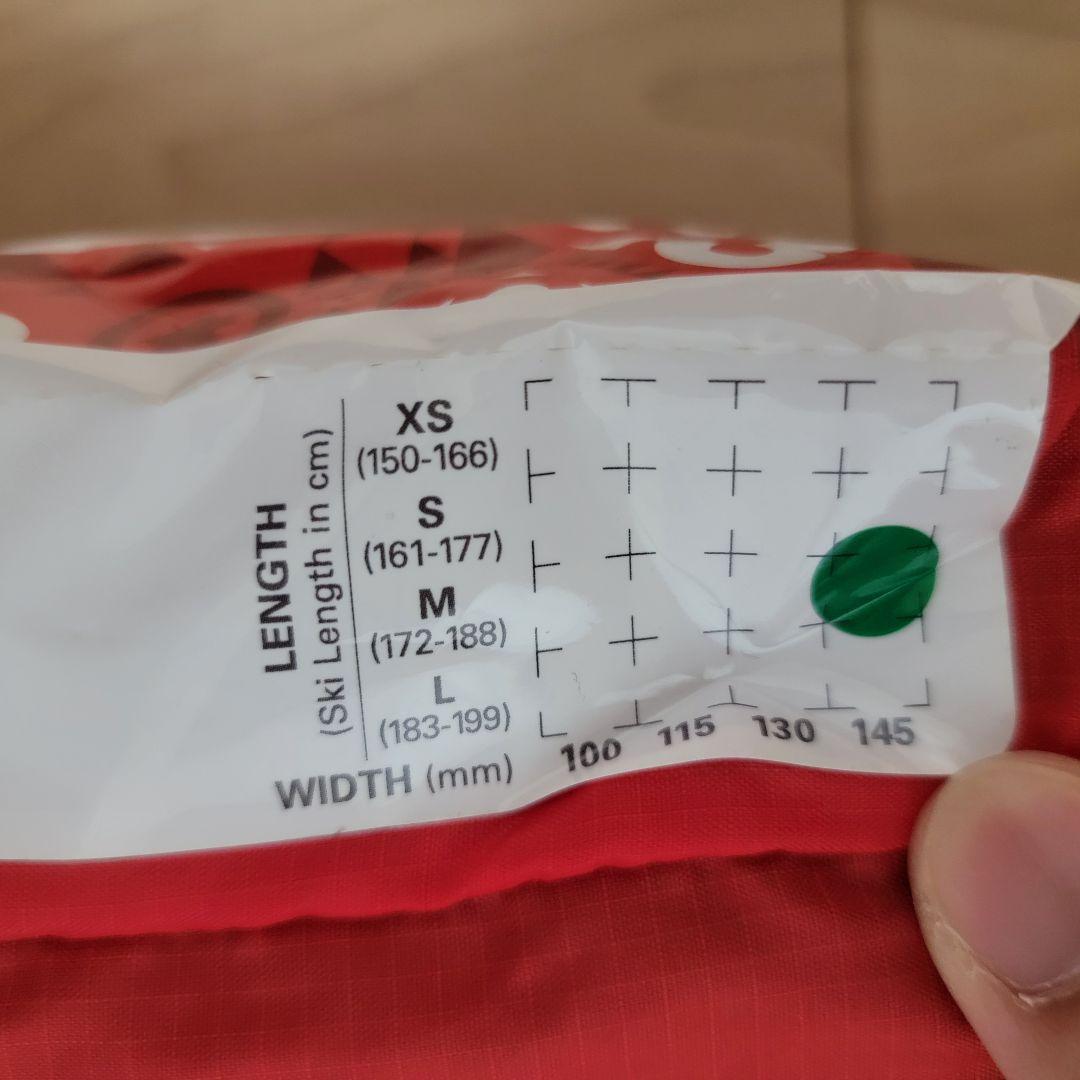 LENGTH
(Ski Length in cm)
XS
(150-166)
S
(161-177)
M
(172-188)
L
(183-199)
WIDTH (mm) 100 115 130 145